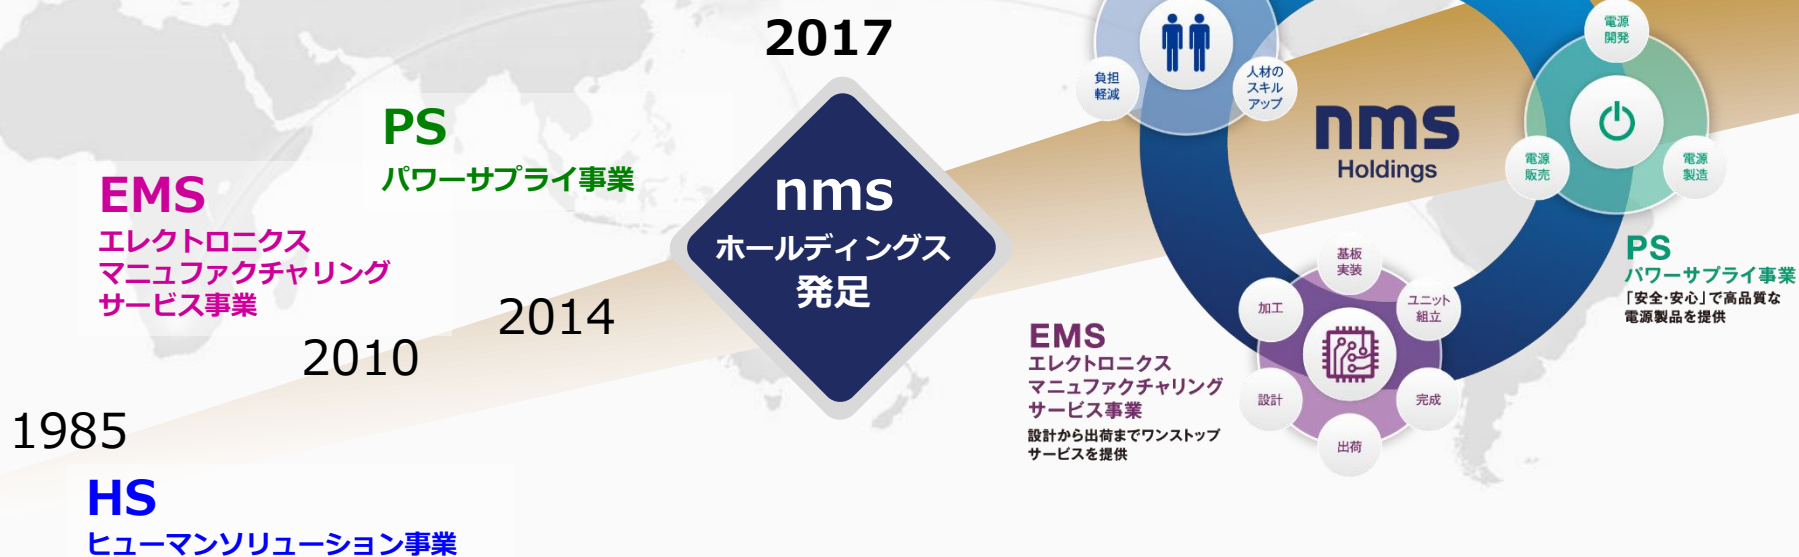 2017
PS
パワーサプライ事業
EMS
エレクトロニクス
マニュファクチャリング
サービス事業
nms
ホールディングス
発足
2014
2010
1985
HS
ヒューマンソリューション事業
負担
軽減
人材の
スキル
アップ
nms
Holdings
電源
開発
電源
販売
電源
製造
PS
パワーサプライ事業
「安全・安心」で高品質な
電源製品を提供
基板
実装
加工
ユニット
組立
設計
完成
出荷
EMS
エレクトロニクス
マニュファクチャリング
サービス事業
設計から出荷までワンストップ
サービスを提供